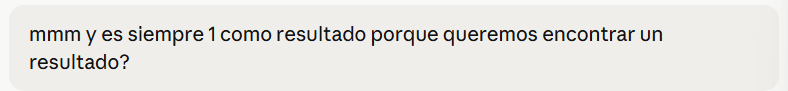 mmm y es siempre 1 como resultado porque queremos encontrar un
resultado?